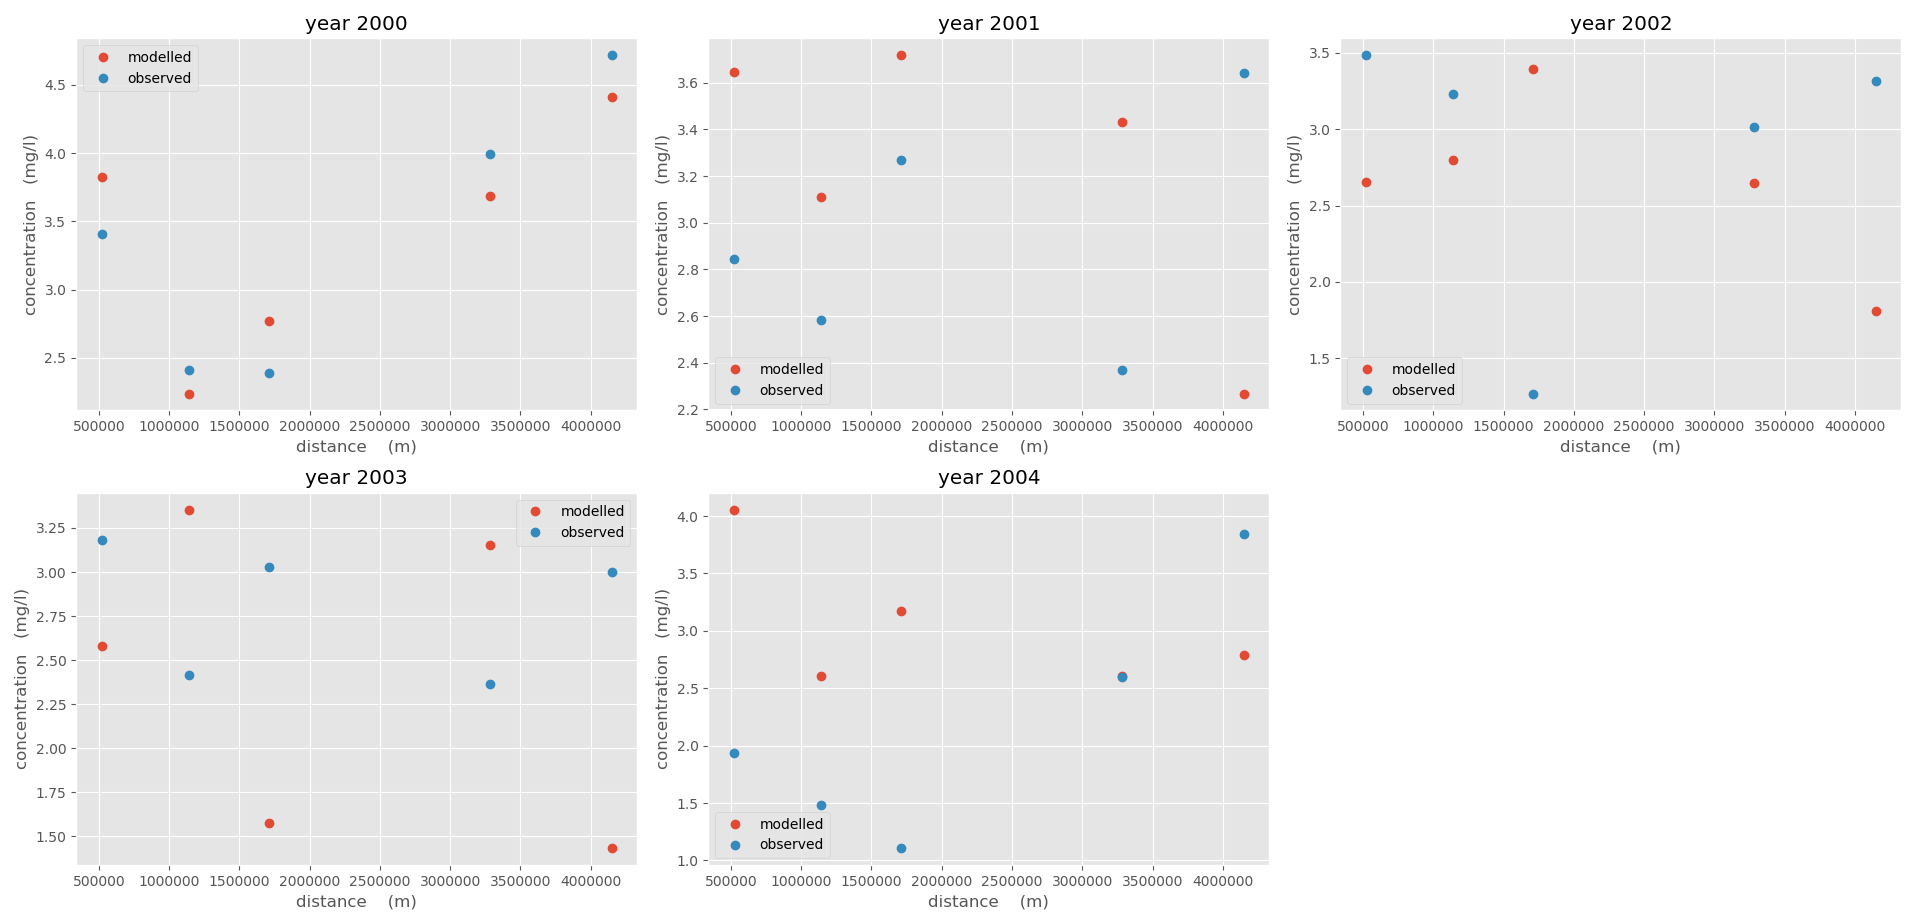 year 2000
modelled
observed
4.5
4.0
3.5
3.0
2.5
concentration (mg/l)
500000 1000000 1500000 2000000 2500000 3000000 3500000 4000000
distance (m)
year 2001
3.6
3.4
3.2
3.0
2.8
2.6
2.4
2.2
concentration (mg/l)
modelled
observed
500000 1000000 1500000 2000000 2500000 3000000 3500000 4000000
distance (m)
year 2002
3.5
3.0
2.5
2.0
1.5
concentration (mg/l)
modelled
observed
500000 1000000 1500000 2000000 2500000 3000000 3500000 4000000
distance (m)
year 2003
modelled
observed
3.25
3.00
2.75
2.50
2.25
2.00
1.75
1.50
concentration (mg/l)
500000 1000000 1500000 2000000 2500000 3000000 3500000 4000000
distance (m)
year 2004
4.0
3.5
3.0
2.5
2.0
1.5
1.0
concentration (mg/l)
modelled
observed
500000 1000000 1500000 2000000 2500000 3000000 3500000 4000000
distance (m)